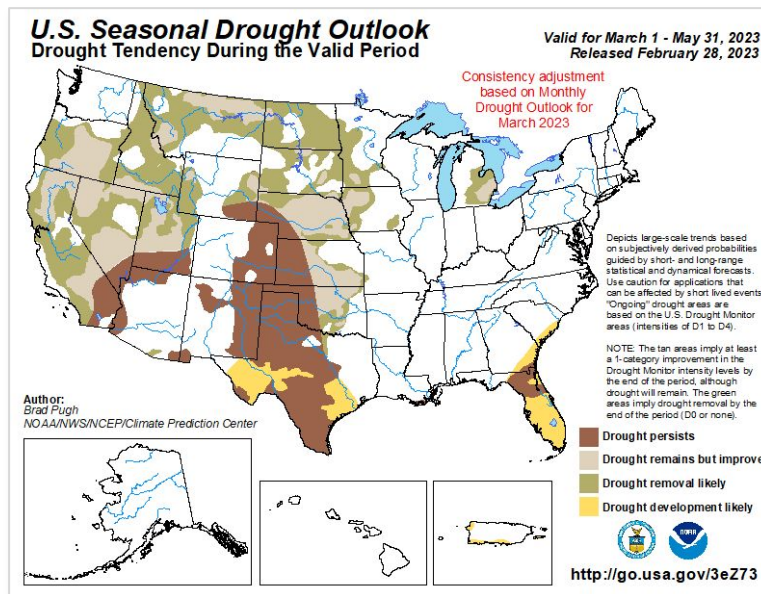 U.S. Seasonal Drought Outlook
Drought Tendency During the Valid Period
Valid for March 1 - May 31, 2023
Released February 28, 2023
Consistency adjustment
based on Monthly
Drought Outlook for
March 2023
Depicts large-scale trends based
on subjectively derived probabilities
guided by short- and long-range
statistical and dynamical forecasts.
Use caution for applications that
can be affected by short lived events
"Ongoing" drought areas are
based on the U.S. Drought Monitor
areas (intensities of D1 to D4).
NOTE: The tan areas imply at least
a 1-category improvement in the
Drought Monitor intensity levels by
the end of the period, although
drought will remain. The green
areas imply drought removal by the
end of the period (D0 or none).
Author:
Brad Pugh
NOAA/NWS/NCEP/Climate Prediction Center
Drought persists
Drought remains but improve
Drought removal likely
Drought development likely
NOAA
http://go.usa.gov/3eZ73